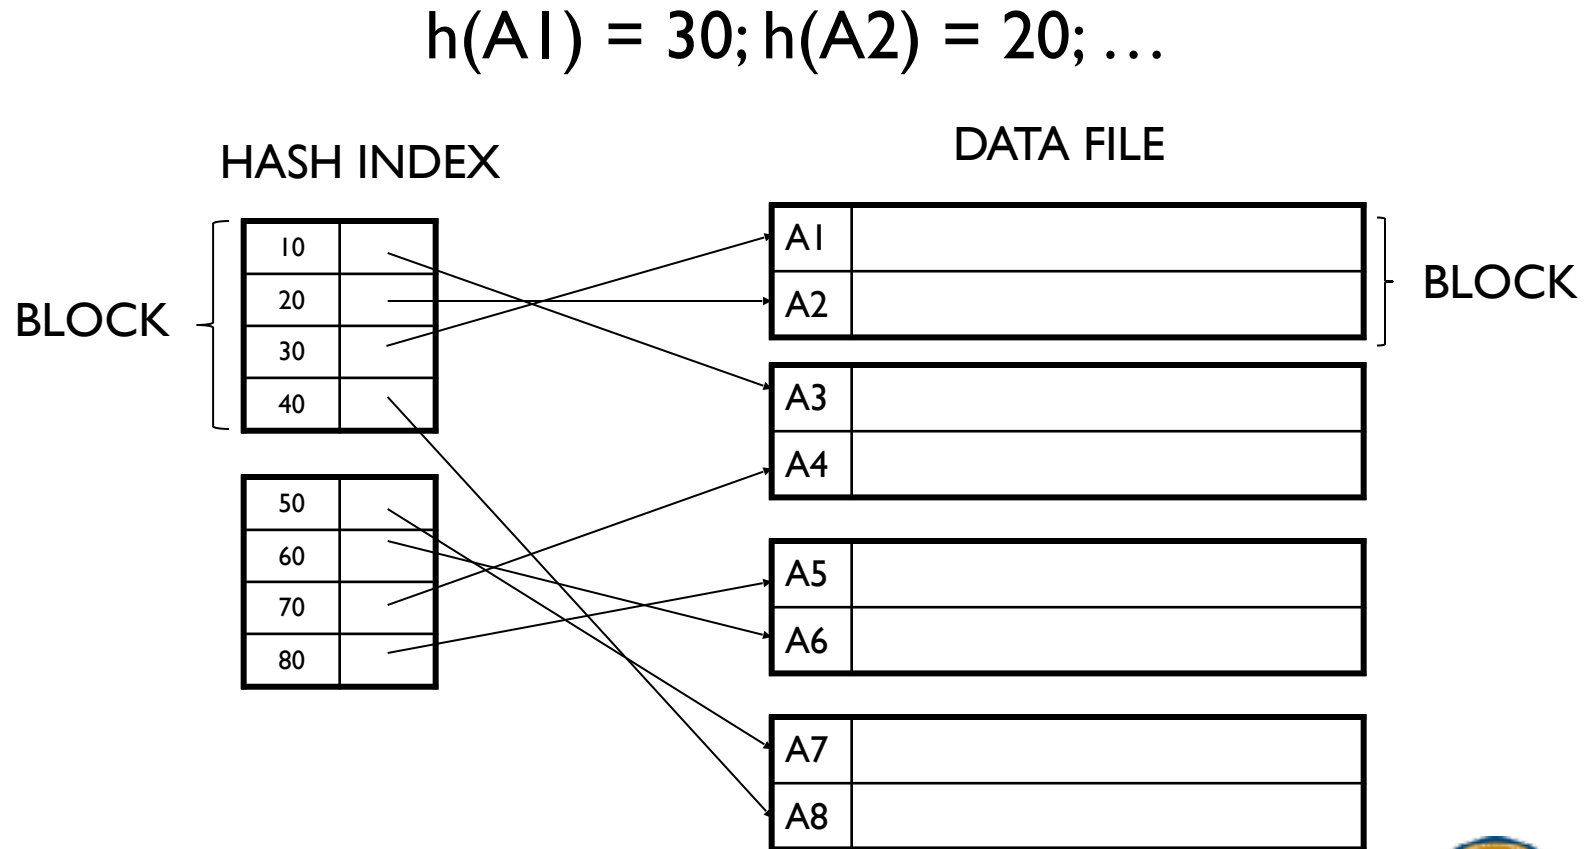 h(A1) = 30; h(A2) = 20; …
HASH INDEX
DATA FILE
BLOCK
10
20
30
40
50
60
70
80
A1
A2
A3
A4
A5
A6
A7
A8
BLOCK